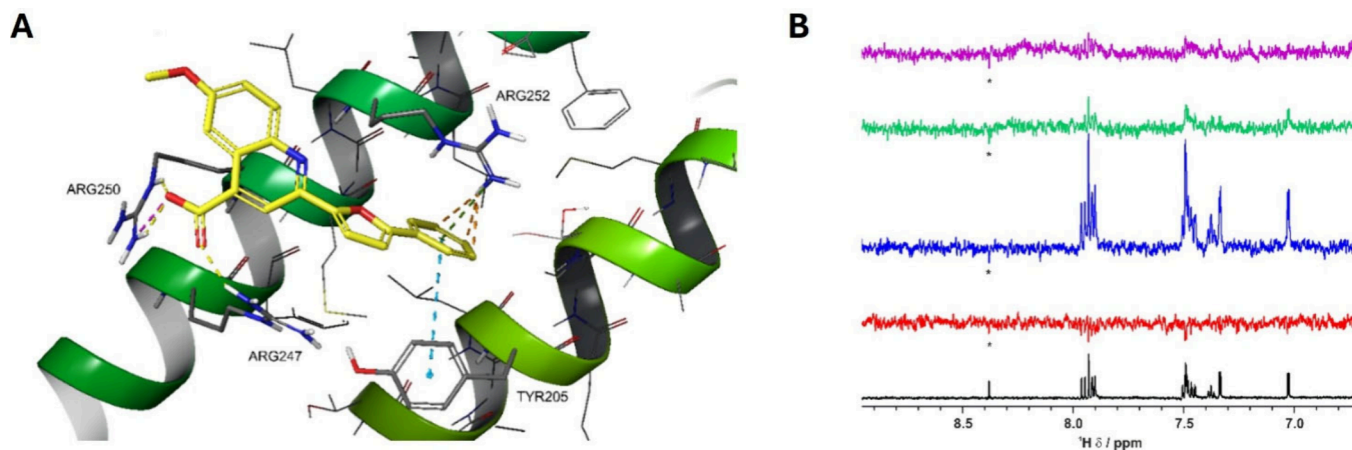 A
B
ARG252
ARG250
ARG247
TYR205
*
*
*
*
8.5
8.0
7.5
7.0
¹H δ / ppm